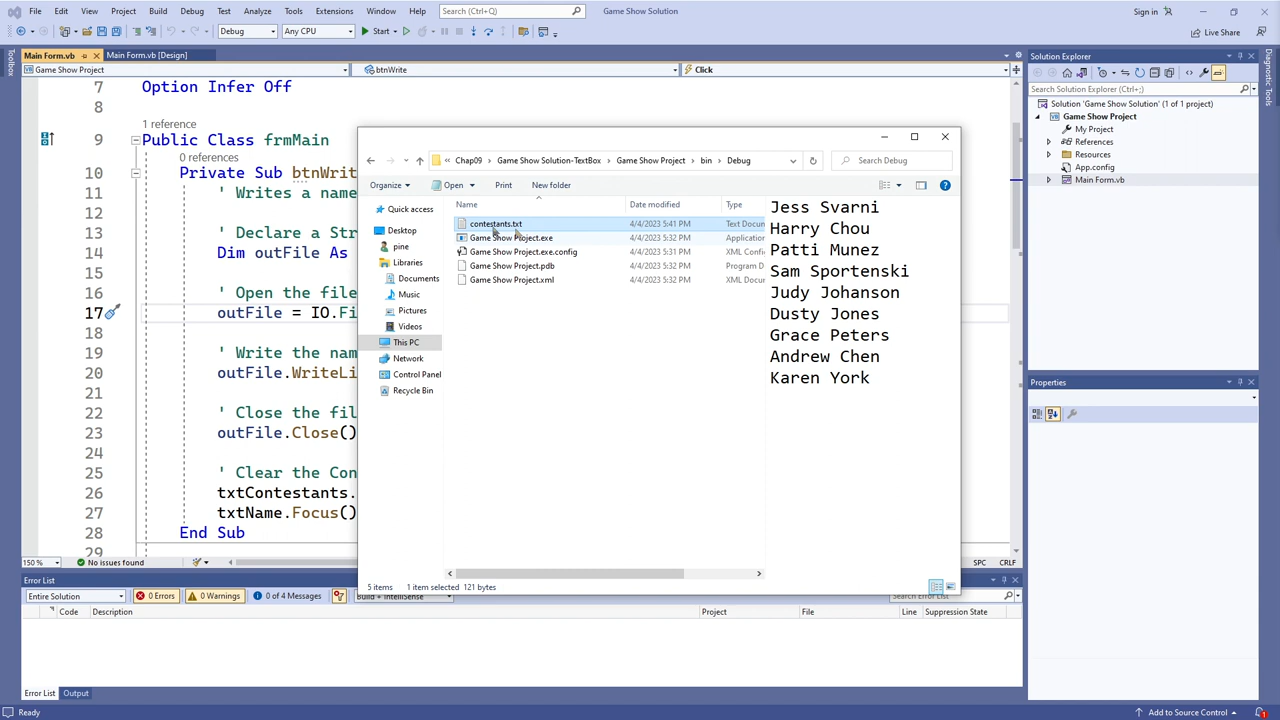 File Edit View Project Build Debug Test Analyze Tools Extensions Window Help Search (Ctrl+Q) Game Show Solution Sign in
Debug Any CPU Start Live Share
Main Form.vb Main Form.vb [Design]
Game Show Project btnWrite Click
Toolbox
7 Option Infer Off
8
1 reference
9 Public Class frmMain
0 references
10 Private Sub btnWrit
11 ' Writes a name
12
13 ' Declare a Str
14 Dim outFile As
15
16 ' Open the file
17 outFile = IO.Fi
18
19 ' Write the nam
20 outFile.WriteLi
21
22 ' Close the fil
23 outFile.Close()
24
25 ' Clear the Con
26 txtContestants.
27 txtName.Focus()
28 End Sub
29
150 % No issues found SPC CRLF
Error List
Entire Solution 0 Errors 0 Warnings 0 of 4 Messages Build + IntelliSense Search Error List
Code Description Project File Line Suppression State
Error List Output
Ready Add to Source Control 1
« Chap09 › Game Show Solution-TextBox › Game Show Project › bin › Debug Search Debug
Organize Open Print New folder
Quick access
Desktop
pine
Libraries
Documents
Music
Pictures
Videos
This PC
Network
Control Panel
Recycle Bin
Name Date modified Type
contestants.txt 4/4/2023 5:41 PM Text Docum
Game Show Project.exe 4/4/2023 5:32 PM Application
Game Show Project.exe.config 4/4/2023 5:31 PM XML Config
Game Show Project.pdb 4/4/2023 5:32 PM Program D
Game Show Project.xml 4/4/2023 5:32 PM XML Docum
Jess Svarni
Harry Chou
Patti Munez
Sam Sportenski
Judy Johanson
Dusty Jones
Grace Peters
Andrew Chen
Karen York
5 items 1 item selected 121 bytes
Solution Explorer
Search Solution Explorer (Ctrl+;)
Solution 'Game Show Solution' (1 of 1 project)
Game Show Project
My Project
References
Resources
App.config
Main Form.vb
Properties
Diagnostic Tools